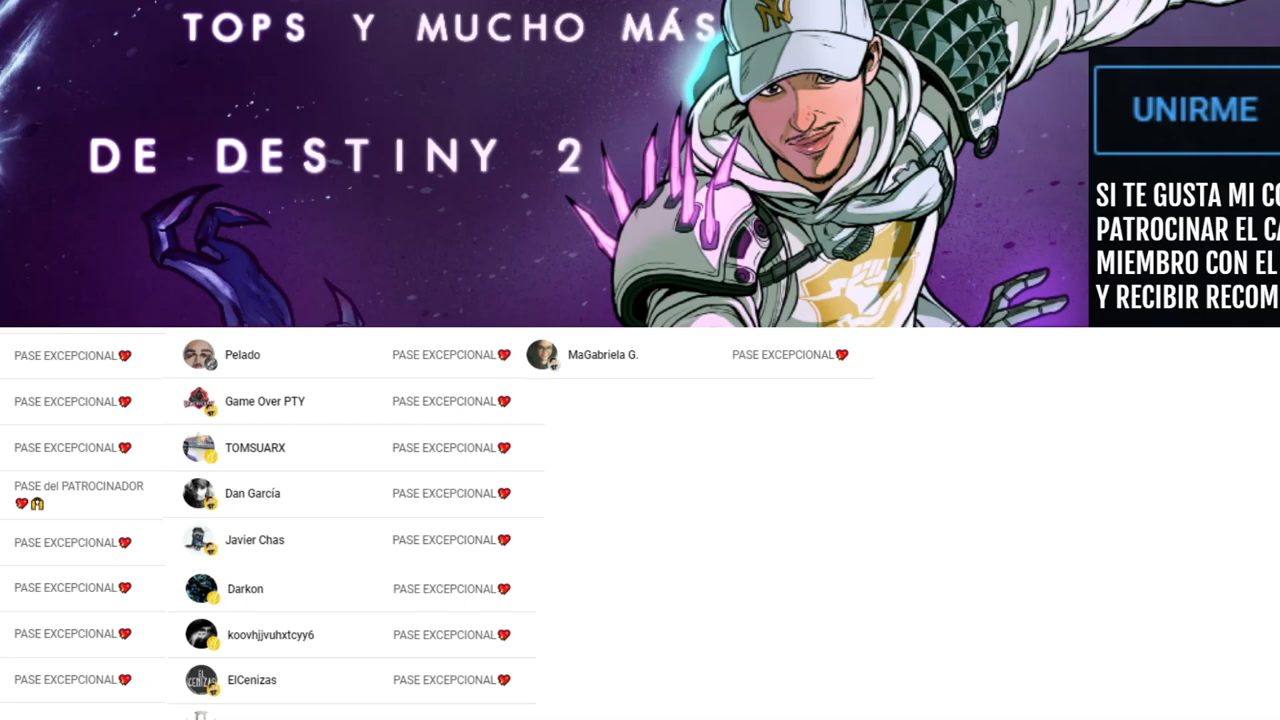 TOPS Y MUCHO MÁS
DE DESTINY 2
UNIRME
SI TE GUSTA MI
PATROCINAR EL
MIEMBRO CON EL
Y RECIBIR
PASE EXCEPCIONAL
Pelado PASE EXCEPCIONAL
MaGabriela G. PASE EXCEPCIONAL
PASE EXCEPCIONAL
Game Over PTY PASE EXCEPCIONAL
PASE EXCEPCIONAL
TOMSUARX PASE EXCEPCIONAL
PASE del PATROCINADOR
Dan García PASE EXCEPCIONAL
PASE EXCEPCIONAL
Javier Chas PASE EXCEPCIONAL
PASE EXCEPCIONAL
Darkon PASE EXCEPCIONAL
PASE EXCEPCIONAL
koovhjjvuhxtcyy6 PASE EXCEPCIONAL
PASE EXCEPCIONAL
ElCenizas PASE EXCEPCIONAL